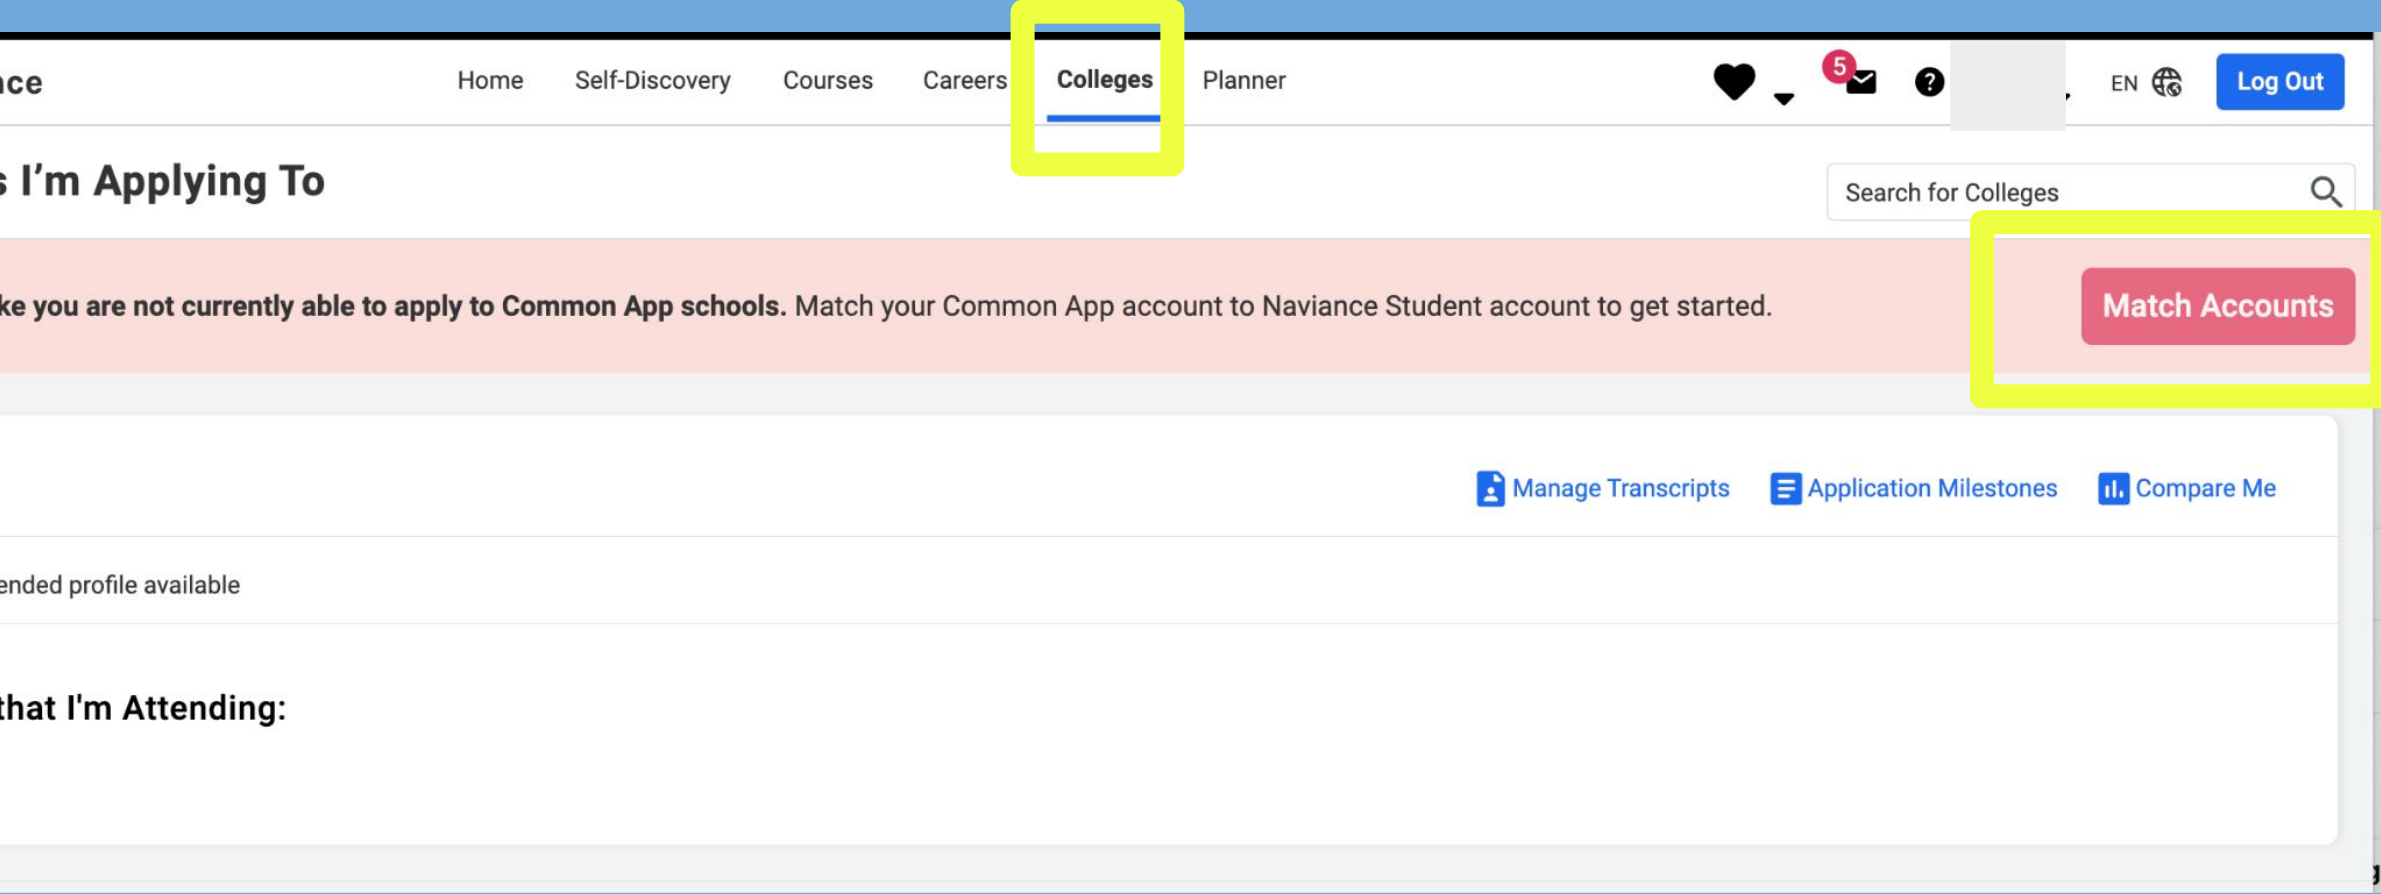 nce
Home Self-Discovery Courses Careers Colleges Planner 5 ? EN Log Out
s I'm Applying To
Search for Colleges
ke you are not currently able to apply to Common App schools. Match your Common App account to Naviance Student account to get started. Match Accounts
Manage Transcripts Application Milestones Compare Me
ended profile available
that I'm Attending: